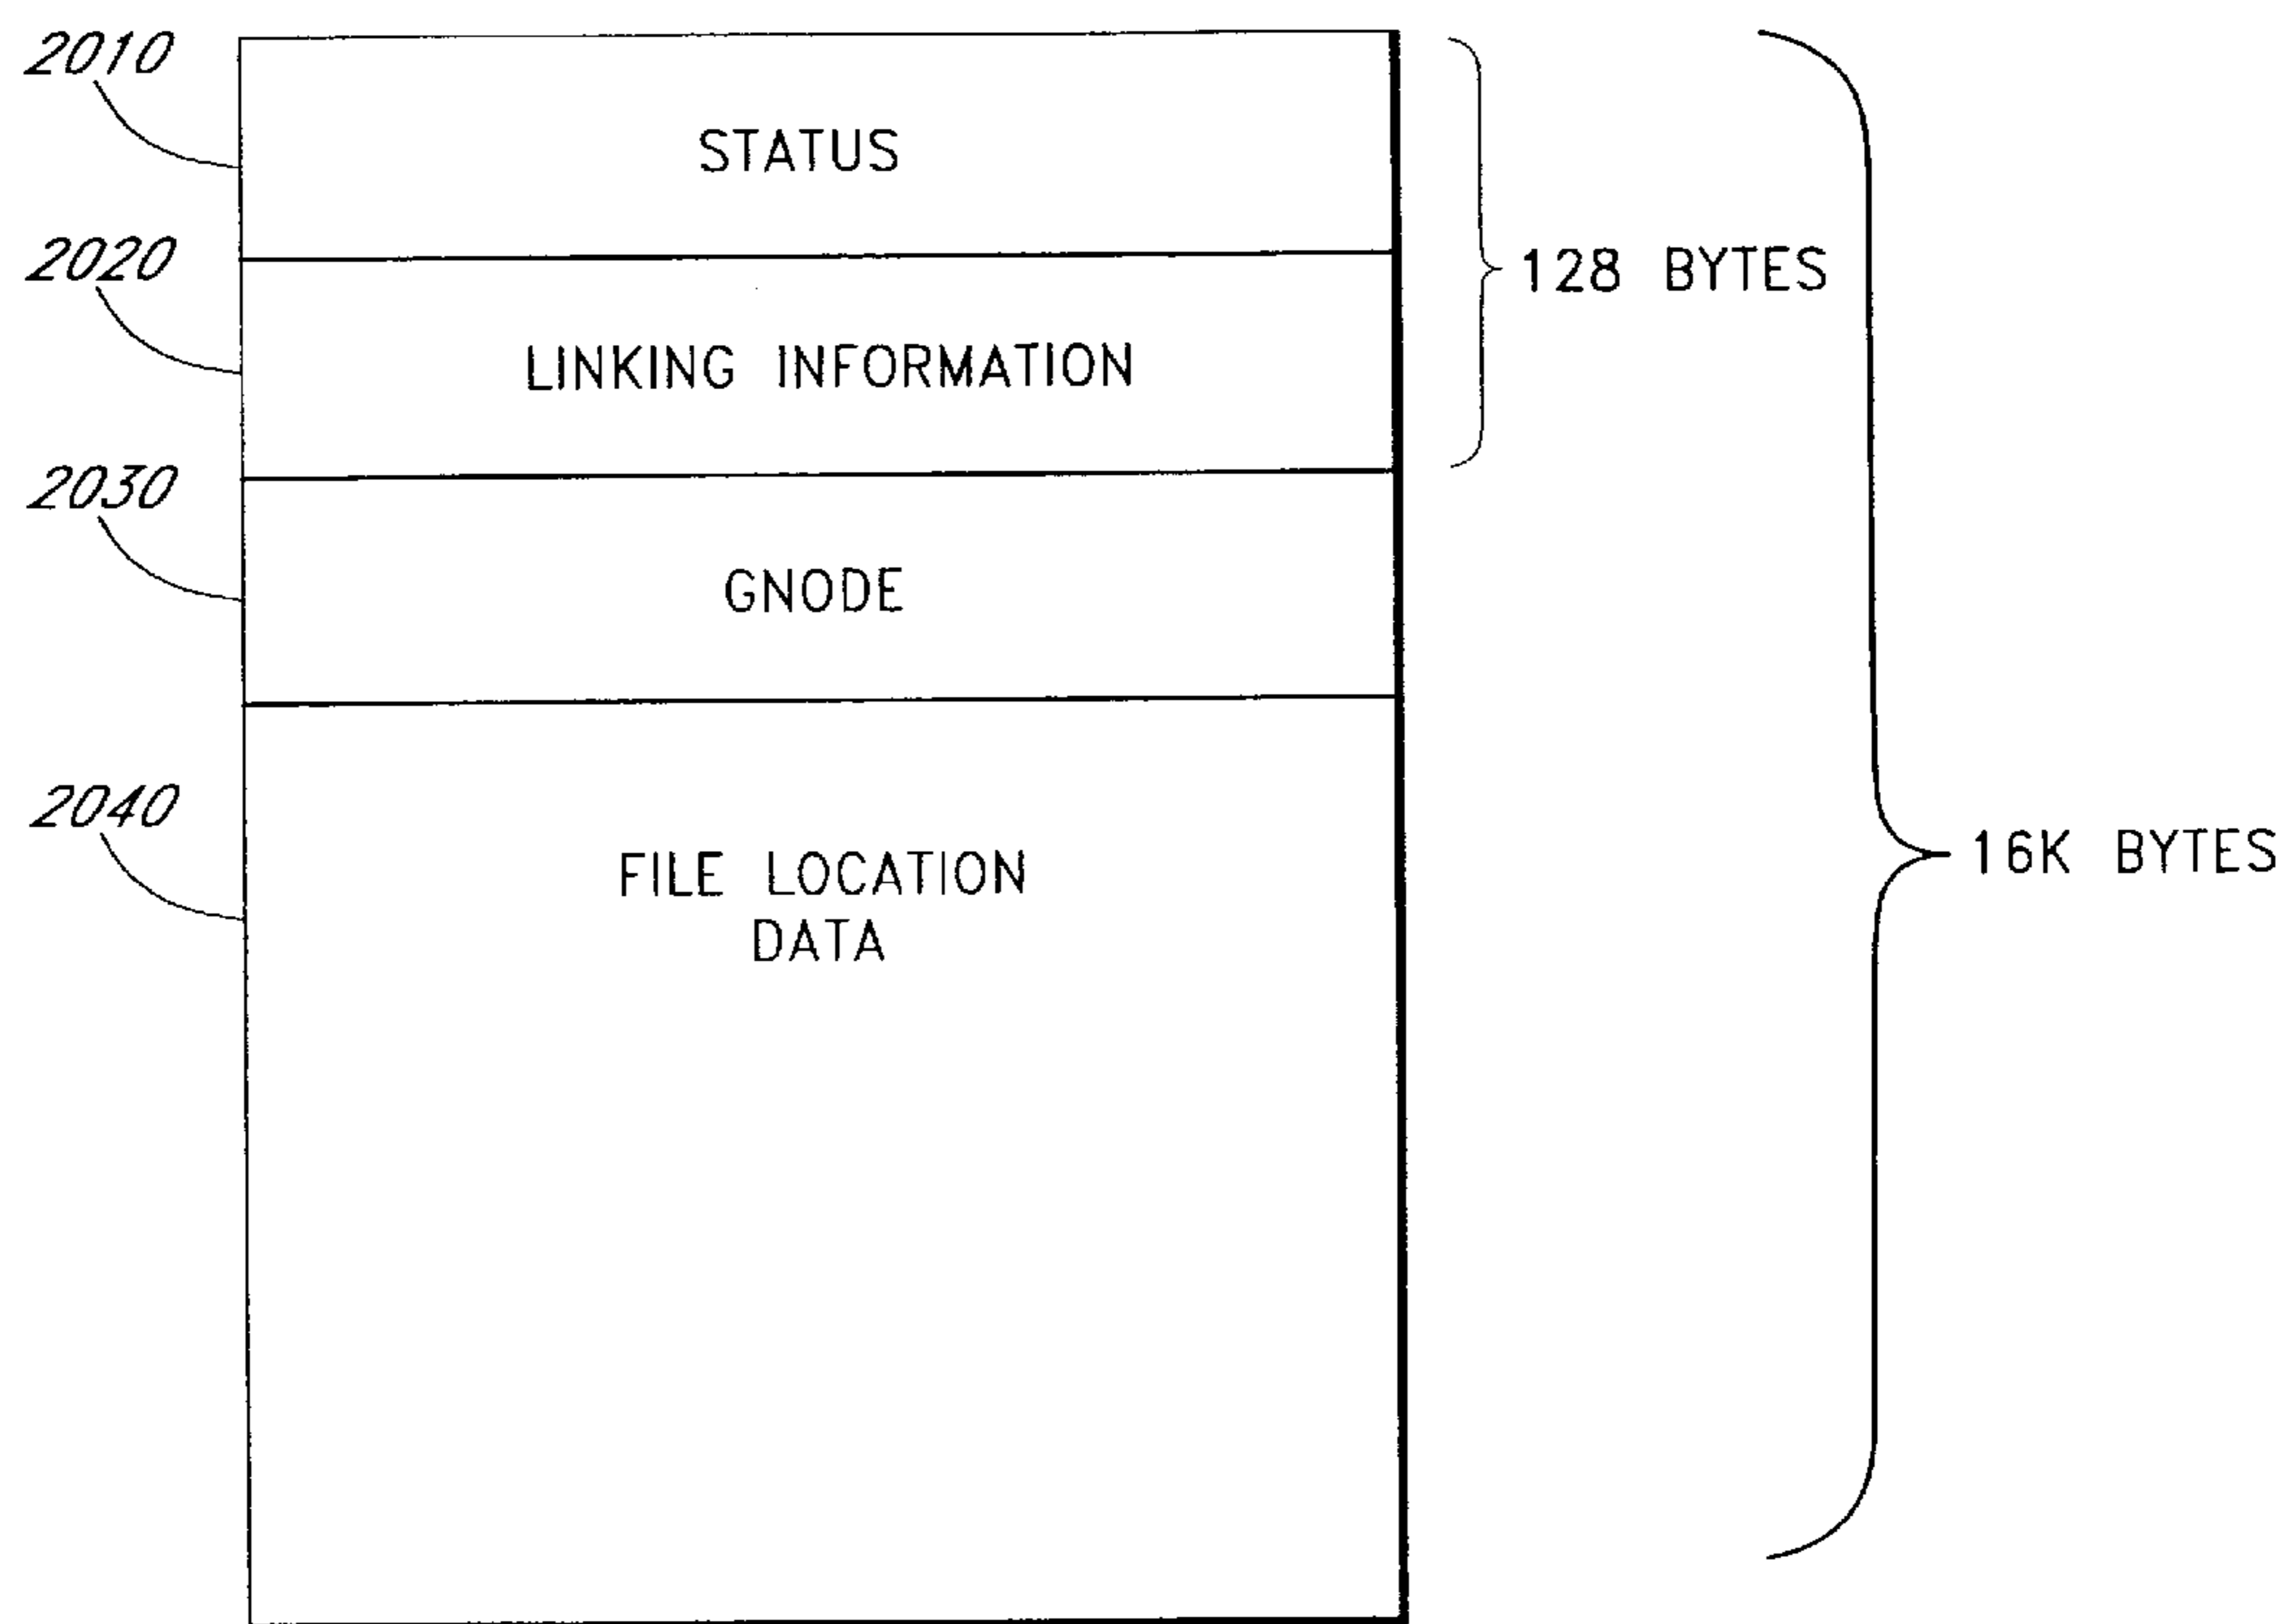 2010
STATUS
2020
128 BYTES
LINKING INFORMATION
2030
GNODE
2040
16K BYTES
FILE LOCATION
DATA